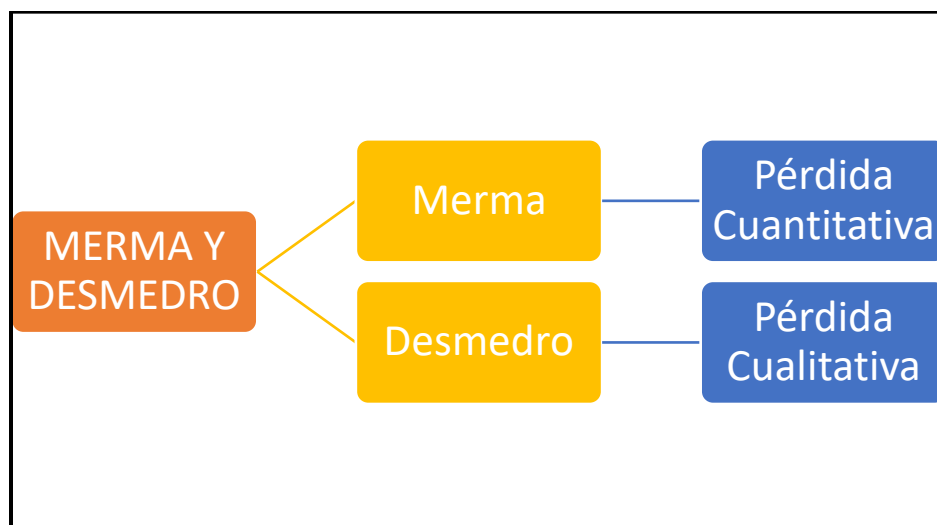 MERMA Y
DESMEDRO
Merma
Pérdida
Cuantitativa
Desmedro
Pérdida
Cualitativa